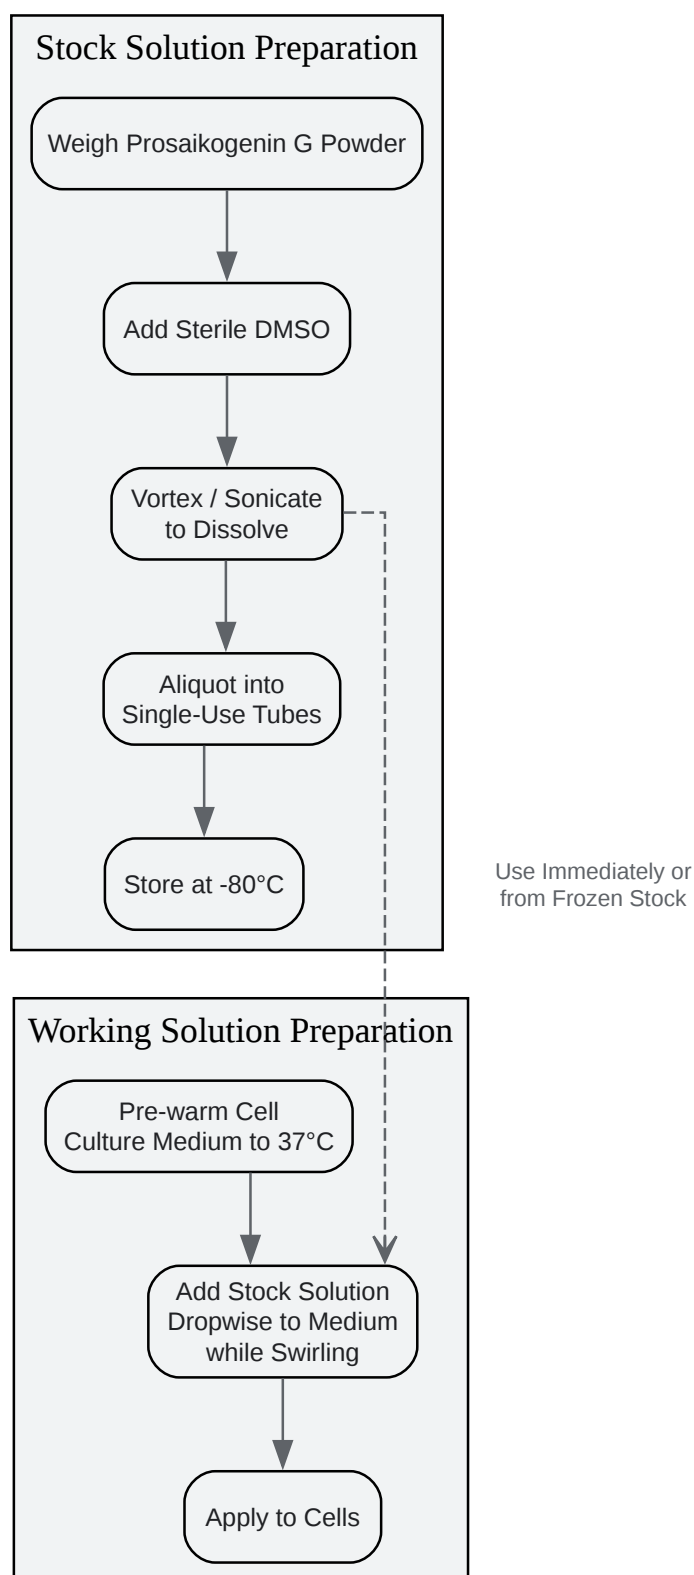 Stock Solution Preparation
Weigh Prosaikogenin G Powder
Add Sterile DMSO
Vortex / Sonicate
to Dissolve
Aliquot into
Single-Use Tubes
Store at -80°C
Use Immediately or
from Frozen Stock
Working Solution Preparation
Pre-warm Cell
Culture Medium to 37°C
Add Stock Solution
Dropwise to Medium
while Swirling
Apply to Cells